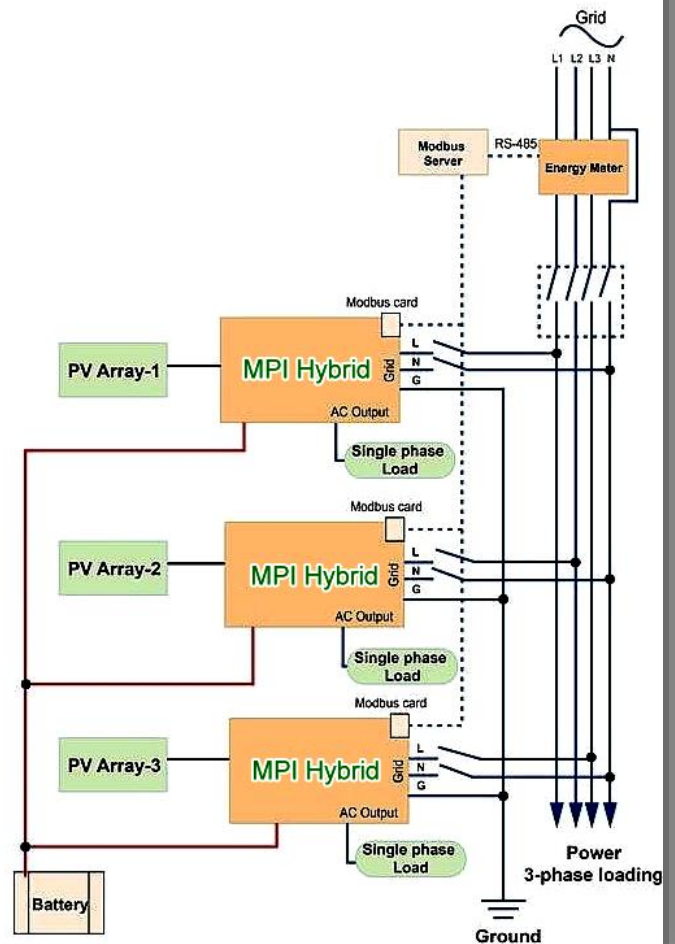 Grid
L1 L2 L3 N
Modbus
Server
RS-485
Energy Meter
Modbus card
PV Array-1
MPI Hybrid
Grid
L
N
G
AC Output
Single phase
Load
Modbus card
PV Array-2
MPI Hybrid
Grid
L
N
G
AC Output
Single phase
Load
Modbus card
PV Array-3
MPI Hybrid
Grid
L
N
G
AC Output
Single phase
Load
Power
3-phase loading
Battery
Ground